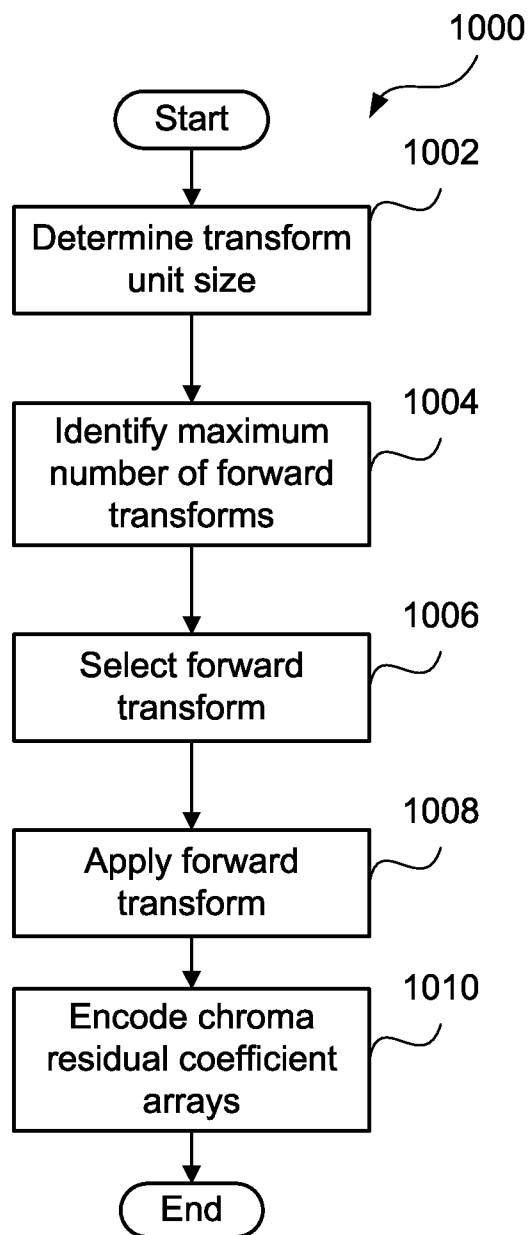 1000
Start
1002
Determine transform
unit size
1004
Identify maximum
number of forward
transforms
1006
Select forward
transform
1008
Apply forward
transform
1010
Encode chroma
residual coefficient
arrays
End